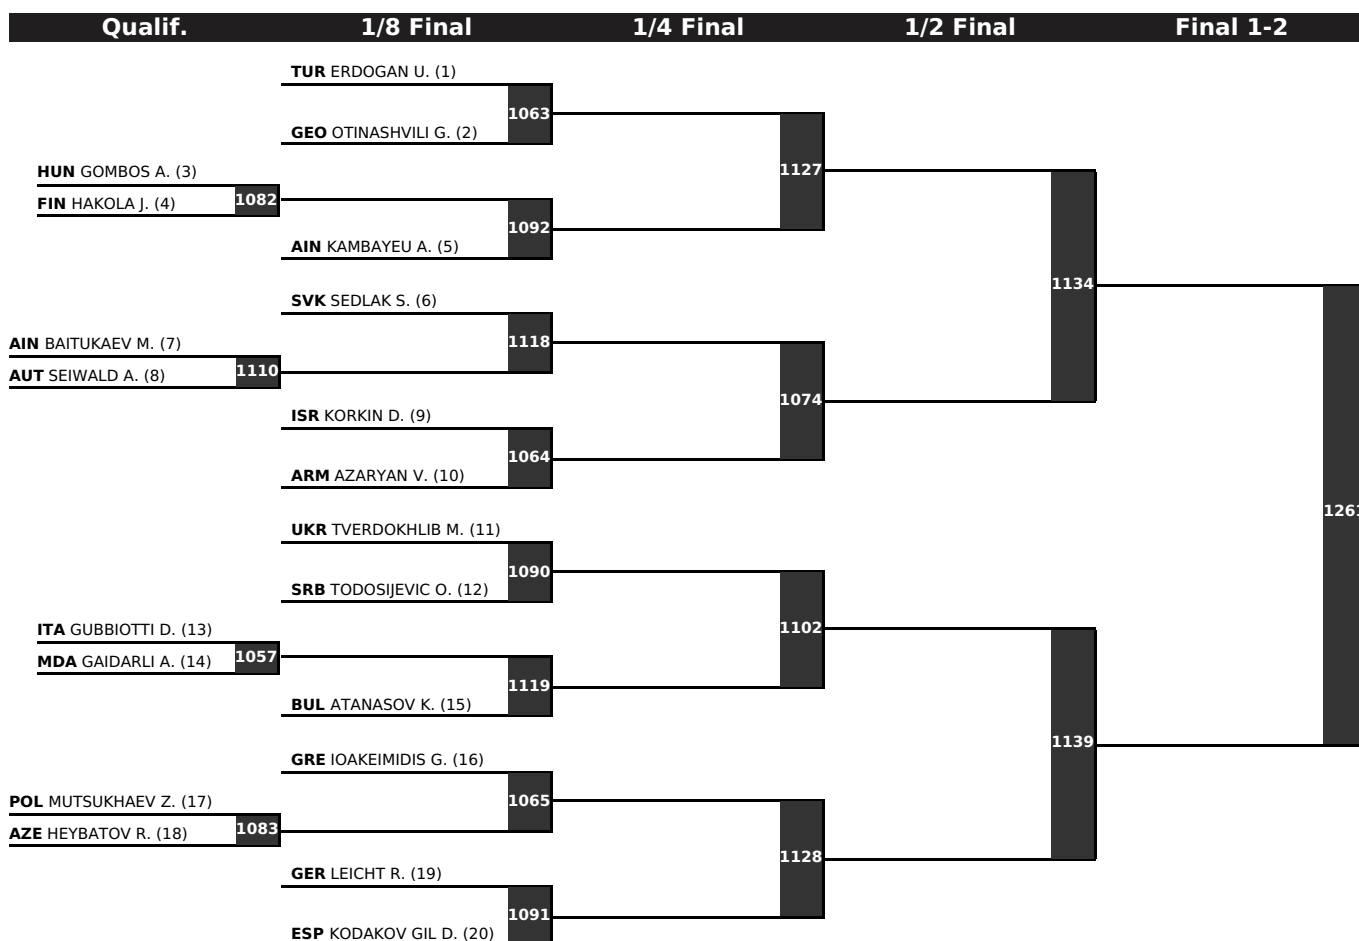 Qualif. 1/8 Final 1/4 Final 1/2 Final Final 1-2
TUR ERDOGAN U. (1)
1063
GEO OTINASHVILI G. (2)
HUN GOMBOS A. (3)
1127
FIN HAKOLA J. (4) 1082
1092
AIN KAMBAYEU A. (5)
1134
SVK SEDLAK S. (6)
AIN BAITUKAEV M. (7) 1118
AUT SEIWALD A. (8) 1110
1074
ISR KORKIN D. (9)
1064
ARM AZARYAN V. (10)
1261
UKR TVERDOKHLIB M. (11)
1090
SRB TODOSIJEVIC O. (12)
ITA GUBBIOTTI D. (13) 1102
MDA GAIDARLI A. (14) 1057
1119
BUL ATANASOV K. (15)
1139
GRE IOAKEIMIDIS G. (16)
POL MUTSUKHAEV Z. (17) 1065
AZE HEYBATOV R. (18) 1083
1128
GER LEICHT R. (19)
1091
ESP KODAKOV GIL D. (20)